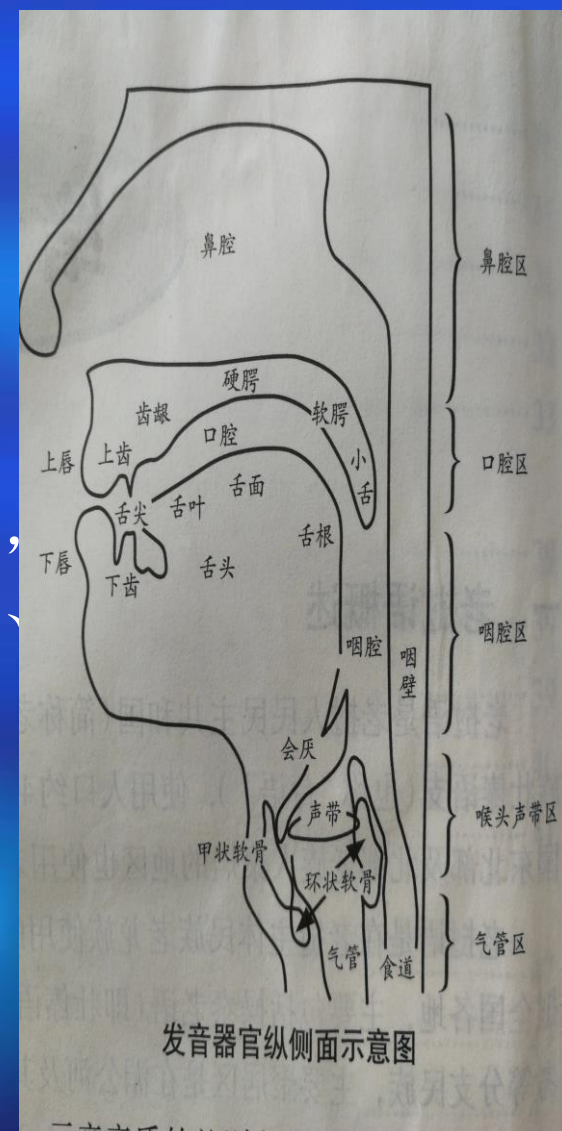 鼻腔
鼻腔区
硬腭
齿龈
软腭
口腔
上唇
上齿
小舌
口腔区
舌尖
舌叶
舌面
舌根
，
下唇
下齿
舌头
、
咽腔
咽壁
咽腔区
会厌
声带
喉头声带区
甲状软骨
环状软骨
气管
食道
气管区
发音器官纵侧面示意图